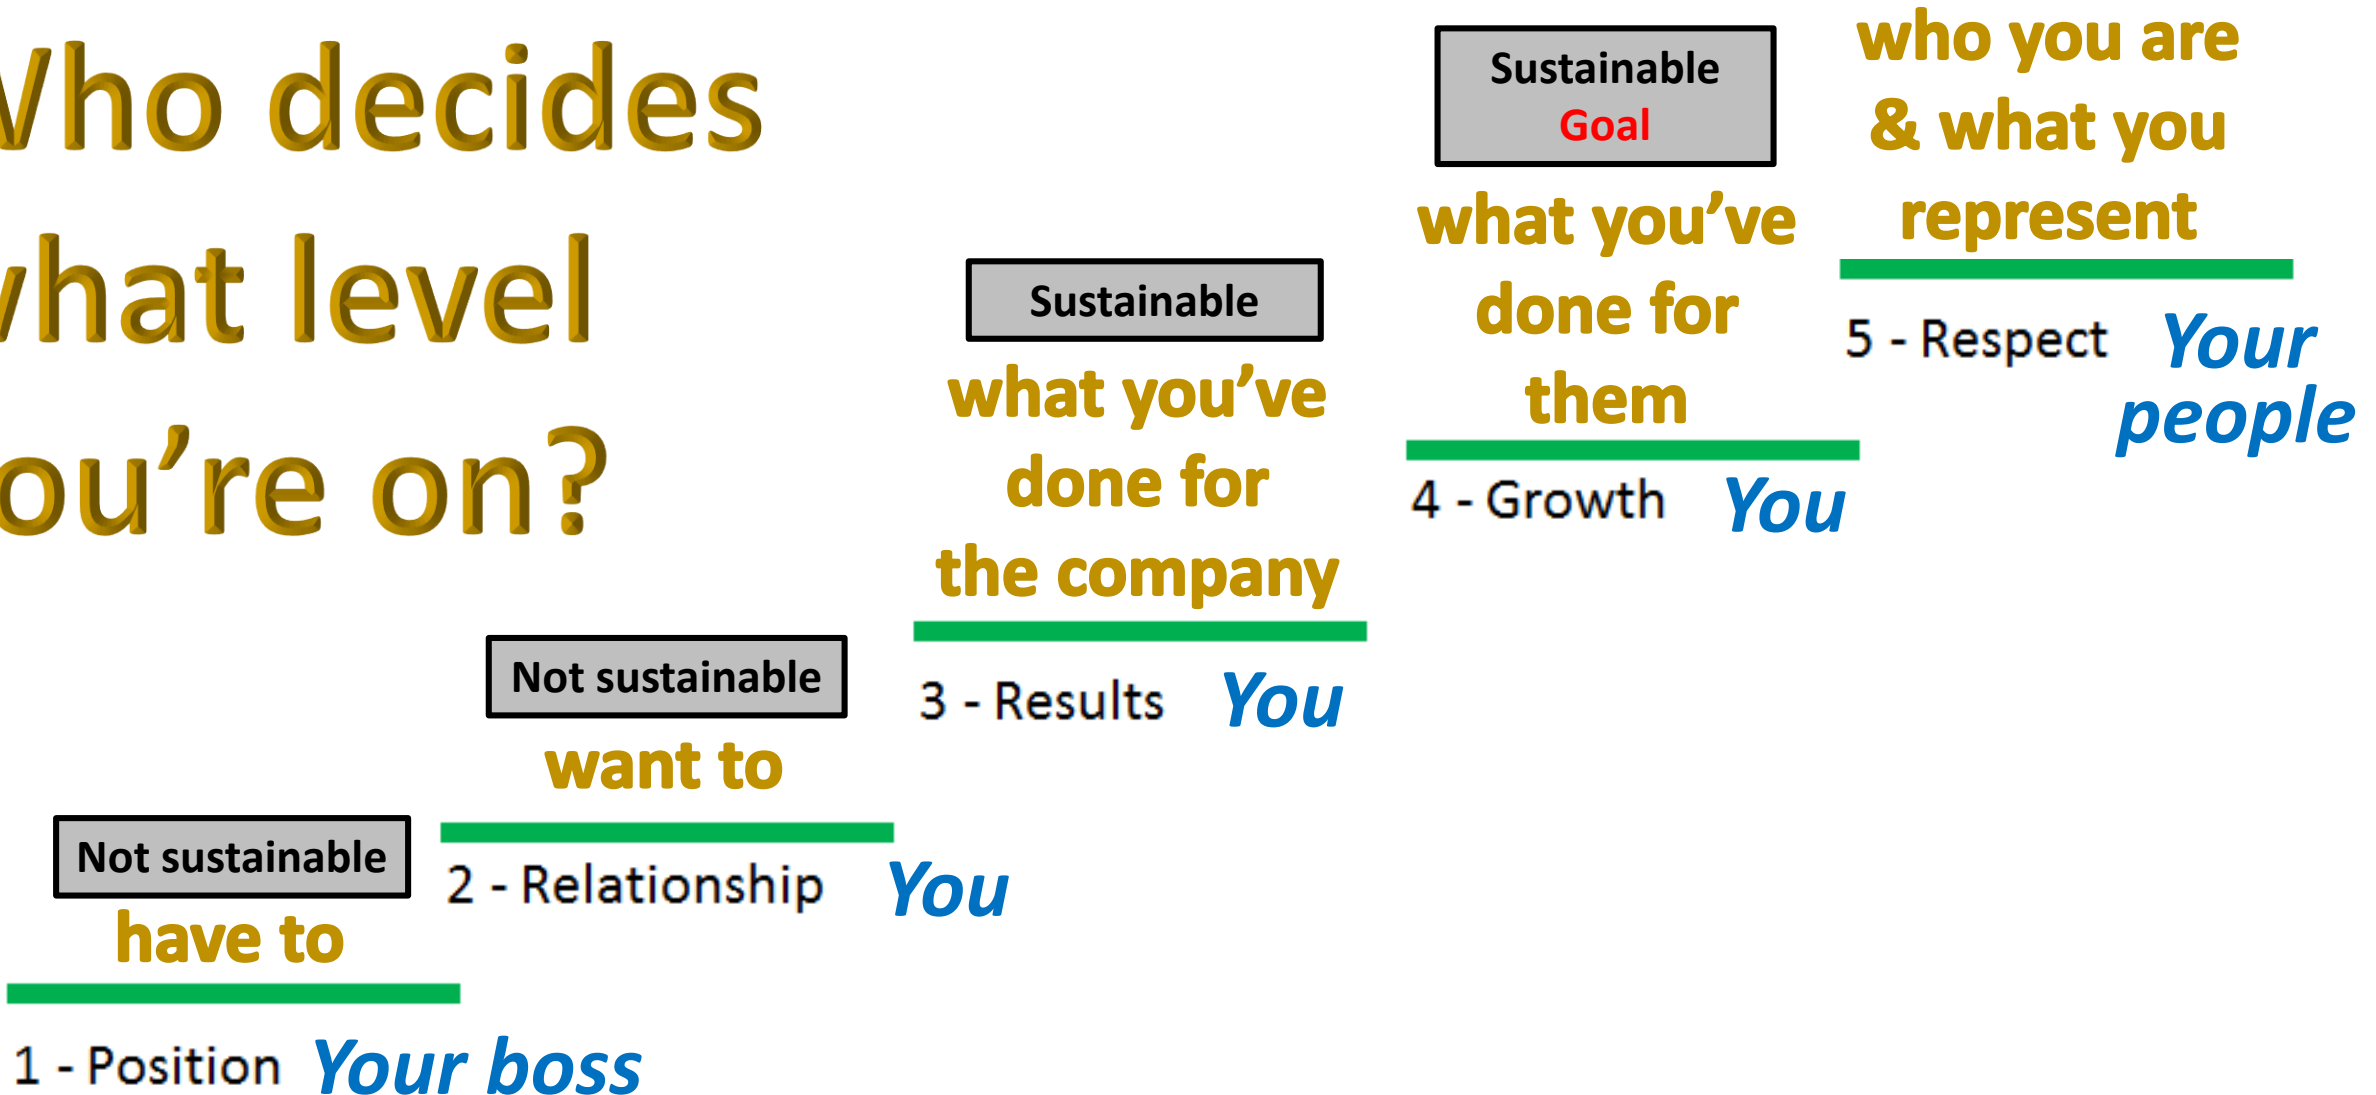 Who decides
what level
ou’re on?
Not sustainable
have to
1 - Position Your boss
Not sustainable
want to
2 - Relationship You
Sustainable
what you’ve
done for
the company
3 - Results You
Sustainable
Goal
what you’ve
done for
them
4 - Growth You
who you are
& what you
represent
5 - Respect Your
people